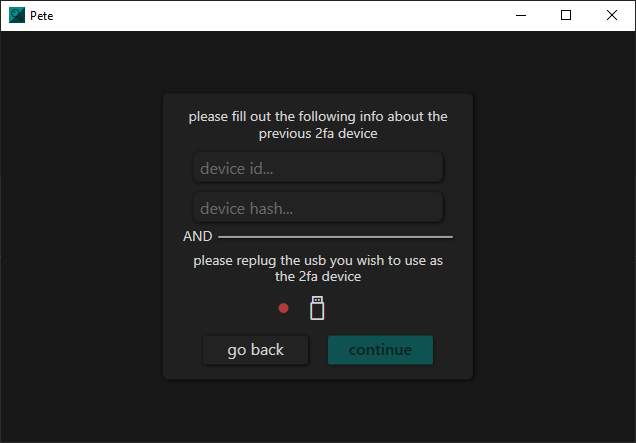 Pete
please fill out the following info about the
previous 2fa device
device id...
device hash...
AND
please replug the usb you wish to use as
the 2fa device
go back
continue